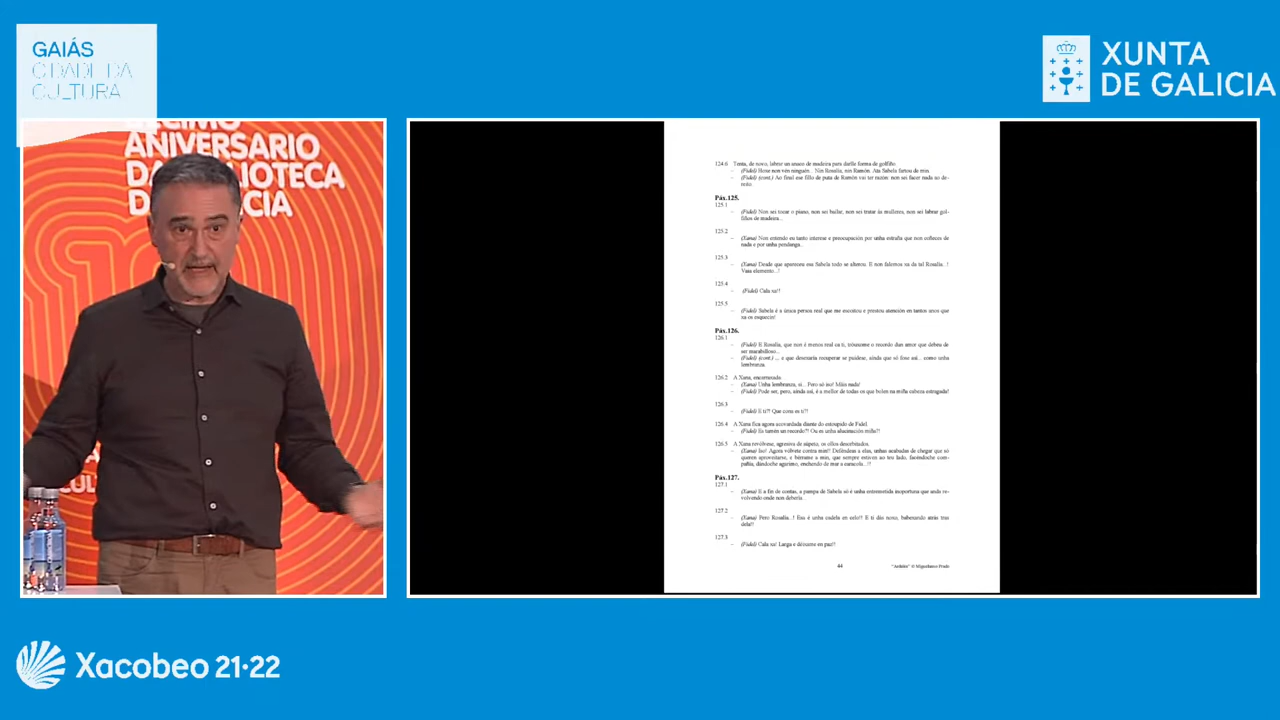 GAIÁS
CIDADE DA
CULTURA
XUNTA
DE GALICIA
DÉCIMO
ANIVERSARIO
DA BIBLIOTECA
DE GALICIA
124.6 Tenta, de novo, labrar un anaco de madeira para darlle forma de golfiño.
– (Fidel) Hoxe non vén ninguén... Nin Rosalía, nin Ramón. Ata Sabela fartou de min.
– (Fidel) (cont.) Ao final ese fillo de puta de Ramón vai ter razón: non sei facer nada ao de-
reito.
Páx.125.
125.1
– (Fidel) Non sei tocar o piano, non sei bailar, non sei tratar ás mulleres, non sei labrar gol-
fiños de madeira...
125.2
– (Xana) Non entendo eu tanto interese e preocupación por unha estraña que non coñeces de
nada e por unha pendanga...
125.3
– (Xana) Desde que apareceu esa Sabela todo se alterou. E non falemos xa da tal Rosalía...!
Vaia elemento...!
125.4
– (Fidel) Cala xa!!
125.5
– (Fidel) Sabela é a única persoa real que me escoitou e prestou atención en tantos anos que
xa os esquecín!
Páx.126.
126.1
– (Fidel) E Rosalía, que non é menos real ca ti, tróuxome o recordo dun amor que debeu de
ser marabilloso...
– (Fidel) (cont.) ... e que desexaría recuperar se puidese, aínda que só fose así... como unha
lembranza.
126.2 A Xana, encarnizada.
– (Xana) Unha lembranza, si... Pero só iso! Máis nada!
– (Fidel) Pode ser, pero, aínda así, é a mellor de todas os que bolen na miña cabeza estragada!
126.3
– (Fidel) E ti?! Que cona es ti?!
126.4 A Xana fica agora acovardada diante do estoupido de Fidel.
– (Fidel) Es tamén un recordo?! Ou es unha alucinación miña?!
126.5 A Xana revólvese, agresiva de súpeto, os ollos desorbitados.
– (Xana) Iso! Agora vólvete contra min!! Deféndeas a elas, unhas acabadas de chegar que só
queren aproveitarse, e bérrame a min, que sempre estiven ao teu lado, facéndoche com-
pañía, dándoche agarimo, enchendo de mar a caracola...!?
Páx.127.
127.1
– (Xana) E a fin de contas, a pampa de Sabela só é unha entremetida inoportuna que anda re-
volvendo onde non debería...
127.2
– (Xana) Pero Rosalía...! Esa é unha cadela en celo!! E ti dás noxo, babexando atrás tras
dela!!
127.3
– (Fidel) Cala xa! Larga e déixame en paz!!
44 "Ardalén" © Miguelanxo Prado
Xacobeo 21·22